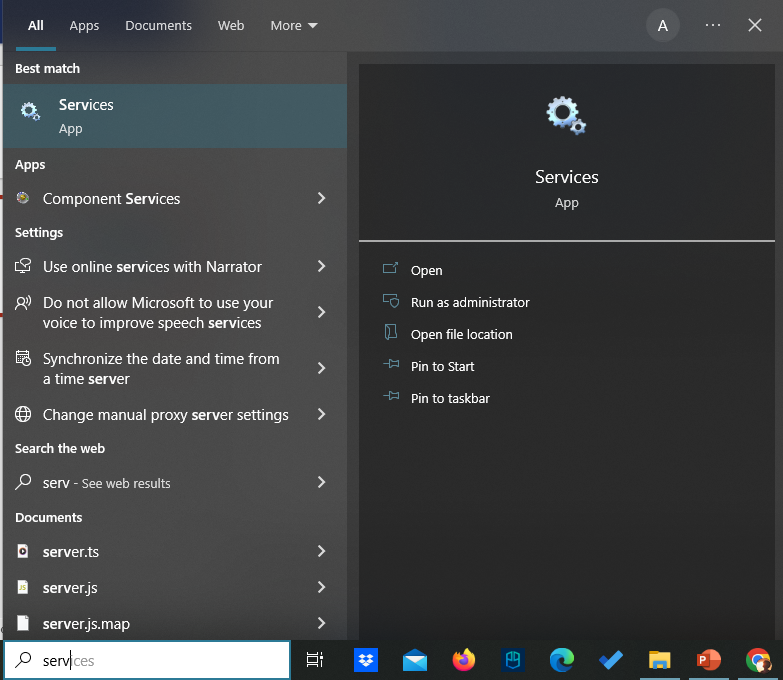 All Apps Documents Web More
A
Best match
Services
App
Apps
Component Services
Settings
Use online services with Narrator
Do not allow Microsoft to use your
voice to improve speech services
Synchronize the date and time from
a time server
Change manual proxy server settings
Search the web
serv - See web results
Documents
server.ts
server.js
server.js.map
Services
App
Open
Run as administrator
Open file location
Pin to Start
Pin to taskbar
services